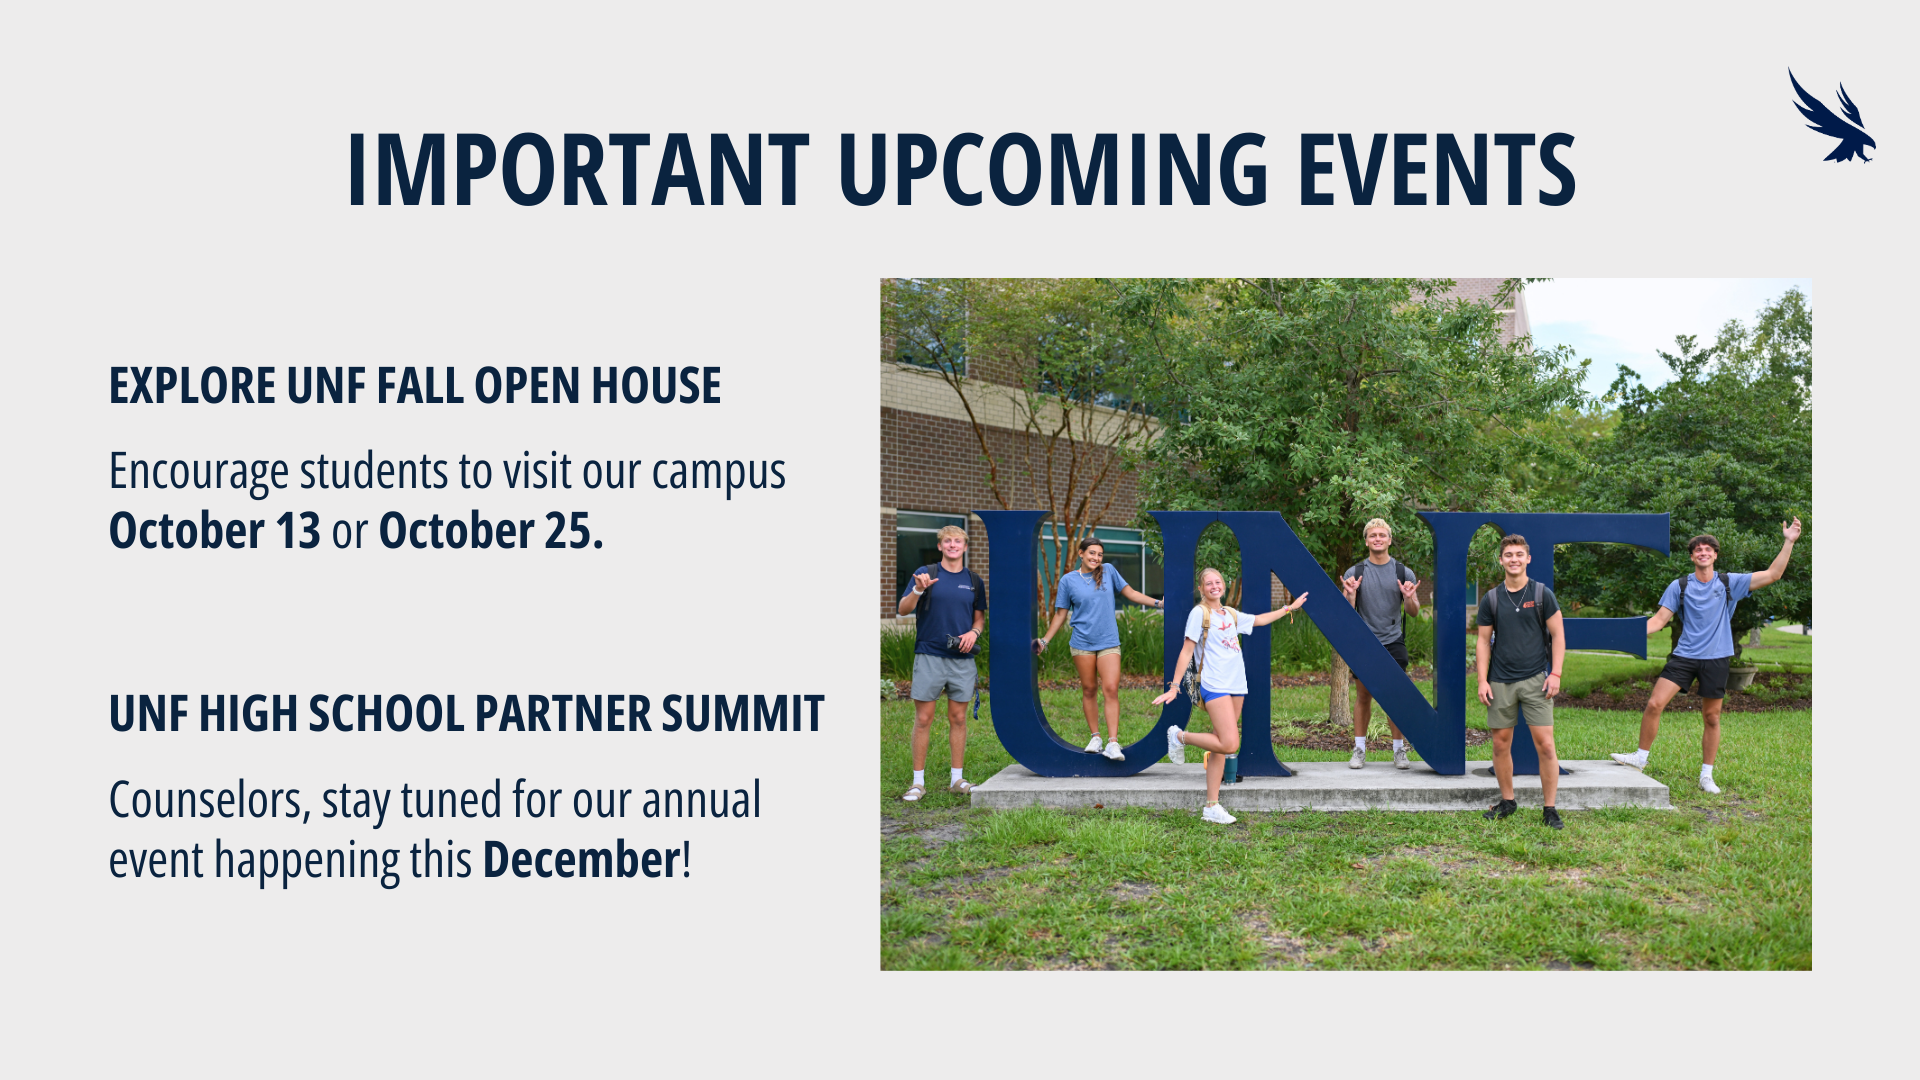 IMPORTANT UPCOMING EVENTS
EXPLORE UNF FALL OPEN HOUSE
Encourage students to visit our campus
October 13 or October 25.
UNF HIGH SCHOOL PARTNER SUMMIT
Counselors, stay tuned for our annual
event happening this December!
UNF